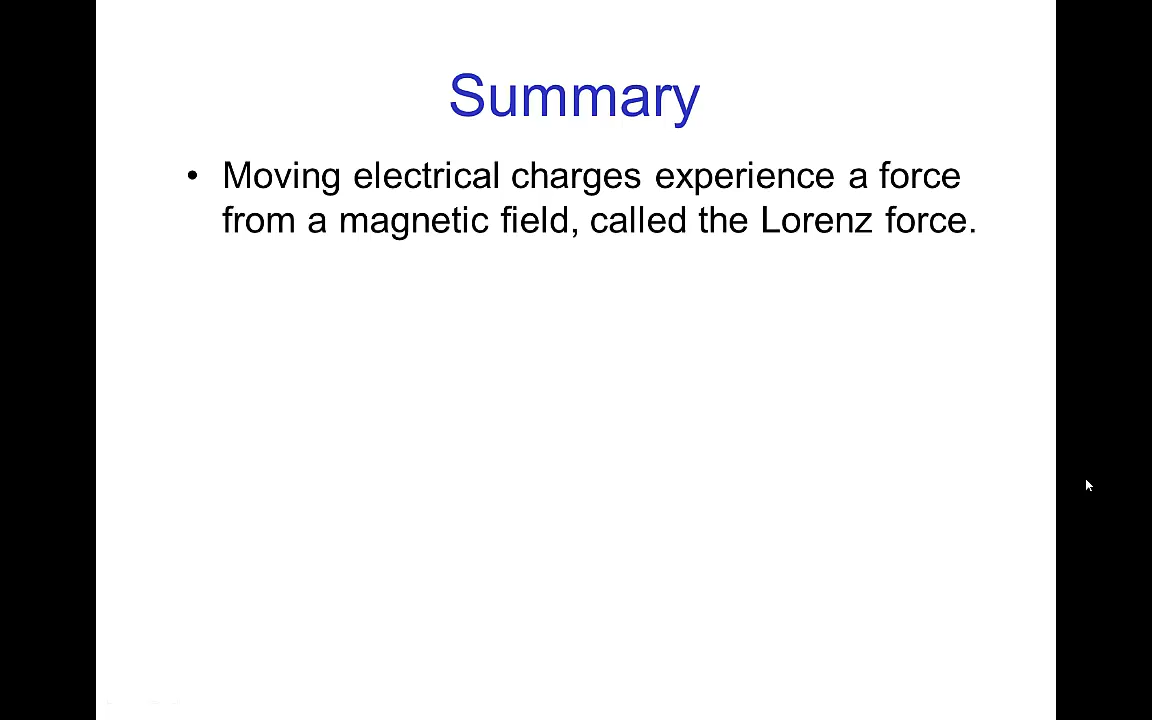 Summary
• Moving electrical charges experience a force
from a magnetic field, called the Lorenz force.